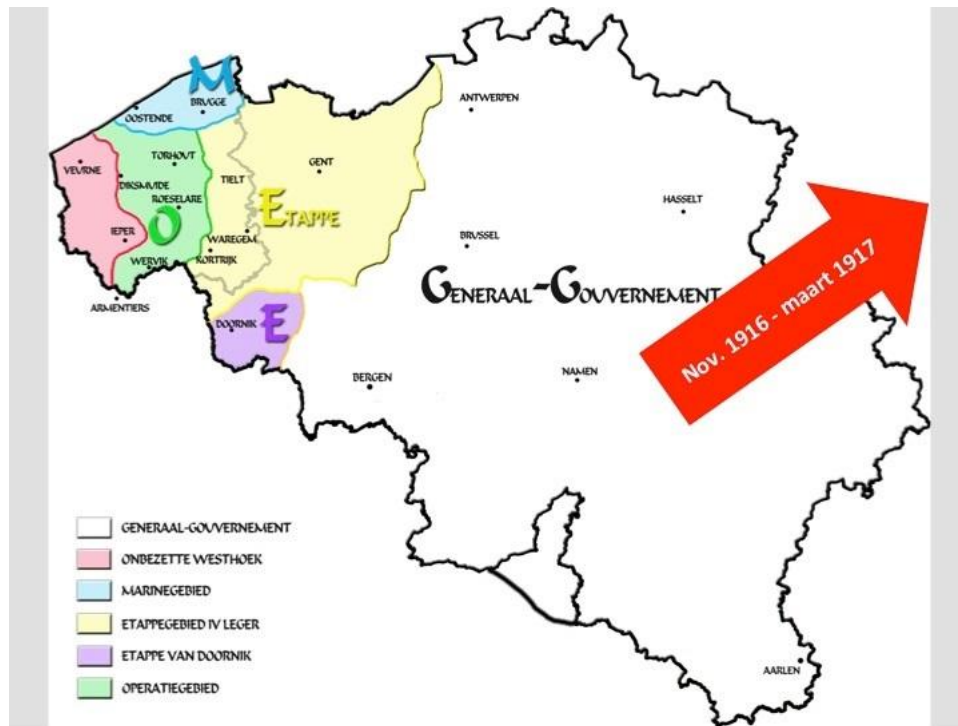 M
BRUGGE
OOSTENDE
ANTWERPEN
VEURNE
TORHOUT
DIKSMUIDE
ROESELARE
TIELT
GENT
HASSELT
O
ETAPPE
IEPER
WAREGEM
BRUSSEL
WERVIK
KORTRIJK
ARMENTIERS
GENERAAL-GOUVERNEMENT
Nov. 1916 - maart 1917
DOORNIK
E
BERGEN
NAMEN
GENERAAL-GOUVERNEMENT
ONBEZETTE WESTHOEK
MARINEGEBIED
ETAPPEGEBIED IV LEGER
ETAPPE VAN DOORNIK
OPERATIEGEBIED
AARLEN